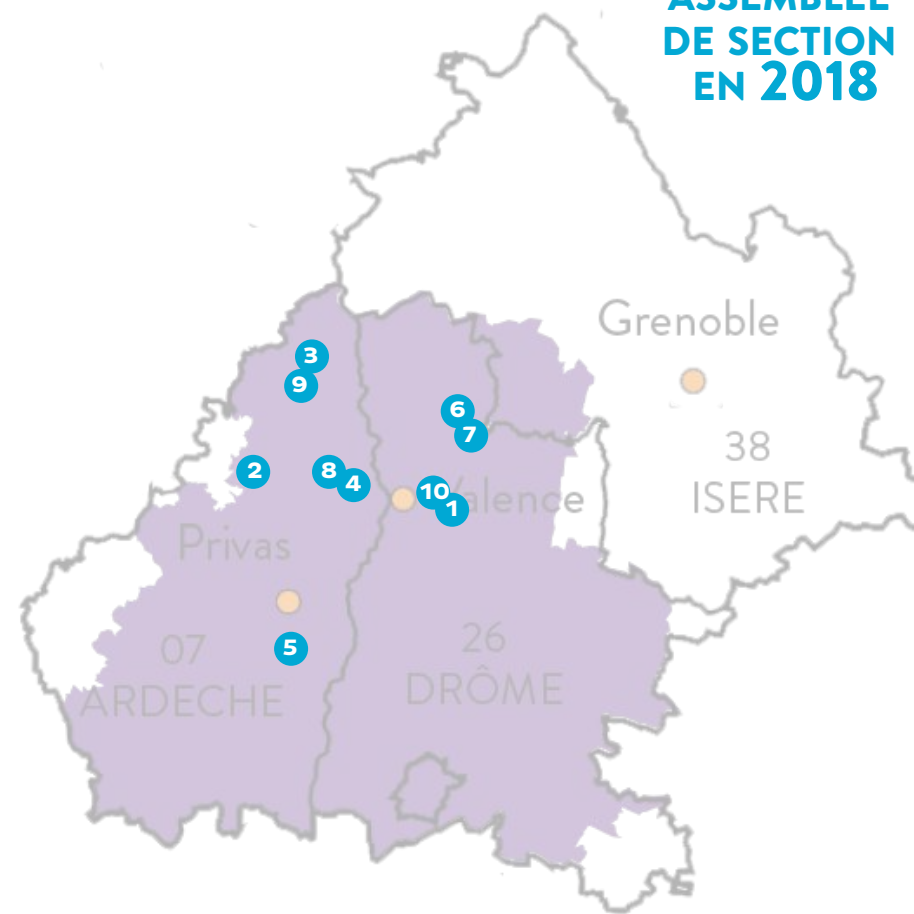 ASSEMBLÉE
DE SECTION
EN 2018
Grenoble
3
9
6
7
38
ISERE
2
8
4
10
1
Valence
Privas
5
07
ARDECHE
26
DRÔME